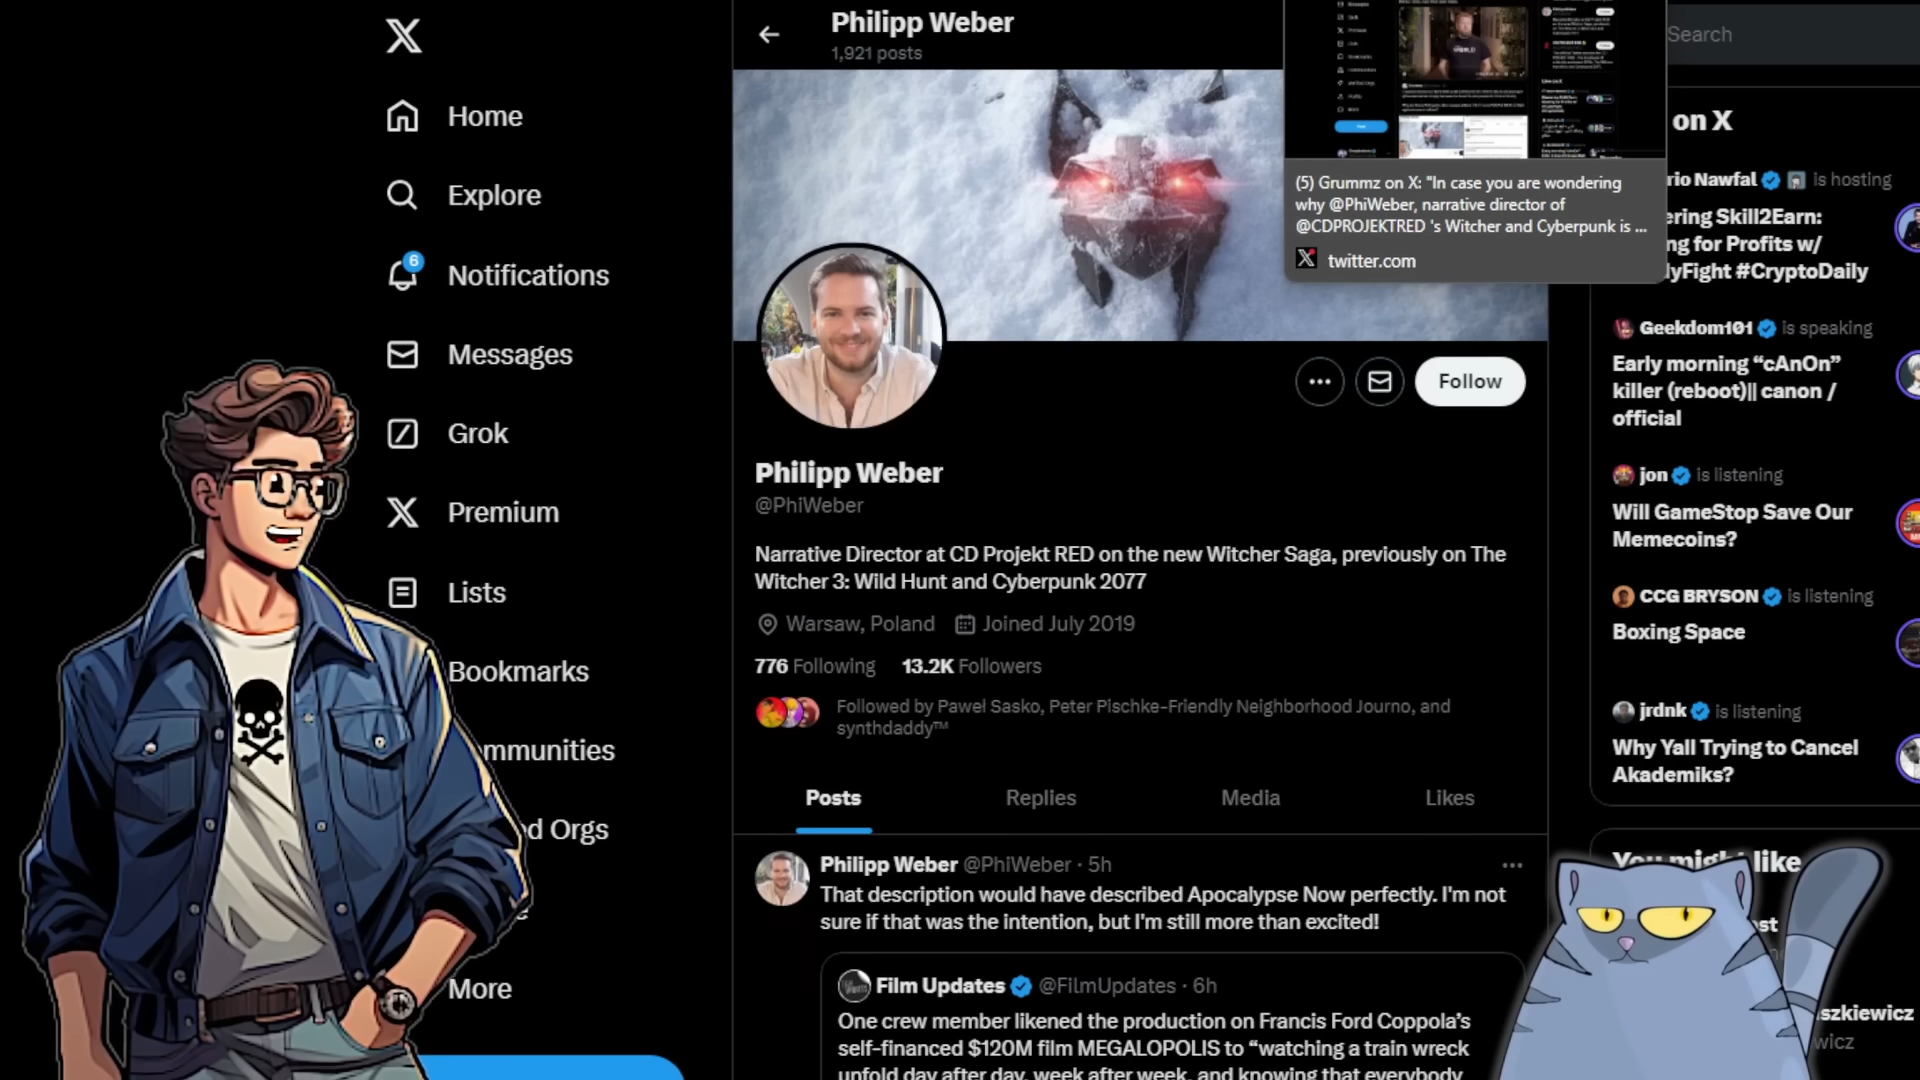 Home
Explore
6
Notifications
Messages
Grok
Premium
Lists
Bookmarks
mmunities
d Orgs
More
Philipp Weber
1,921 posts
Follow
Philipp Weber
@PhiWeber
Narrative Director at CD Projekt RED on the new Witcher Saga, previously on The
Witcher 3: Wild Hunt and Cyberpunk 2077
Warsaw, Poland Joined July 2019
776 Following 13.2K Followers
Followed by Pawel Sasko, Peter Pischke-Friendly Neighborhood Journo, and
synthdaddy™
Posts Replies Media Likes
Philipp Weber @PhiWeber · 5h
That description would have described Apocalypse Now perfectly. I'm not
sure if that was the intention, but I'm still more than excited!
Film Updates @FilmUpdates · 6h
One crew member likened the production on Francis Ford Coppola's
self-financed $120M film MEGALOPOLIS to “watching a train wreck
unfold day after day, week after week, and knowing that everybody
(5) Grummz on X: "In case you are wondering
why @PhiWeber, narrative director of
@CDPROJEKTRED 's Witcher and Cyberpunk is ...
twitter.com
Search
on X
rio Nawfal is hosting
ering Skill2Earn:
ng for Profits w/
lyFight #CryptoDaily
Geekdom101 is speaking
Early morning “cAnOn”
killer (reboot)|| canon /
official
jon is listening
Will GameStop Save Our
Memecoins?
CCG BRYSON is listening
Boxing Space
jrdnk is listening
Why Yall Trying to Cancel
Akademiks?
You might like
st
szkiewicz
wicz